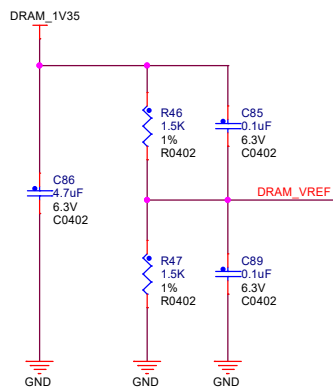 DRAM_1V35
R46
1.5K
1%
R0402
C85
0.1uF
6.3V
C0402
C86
4.7uF
6.3V
C0402
DRAM_VREF
R47
1.5K
1%
R0402
C89
0.1uF
6.3V
C0402
GND
GND
GND